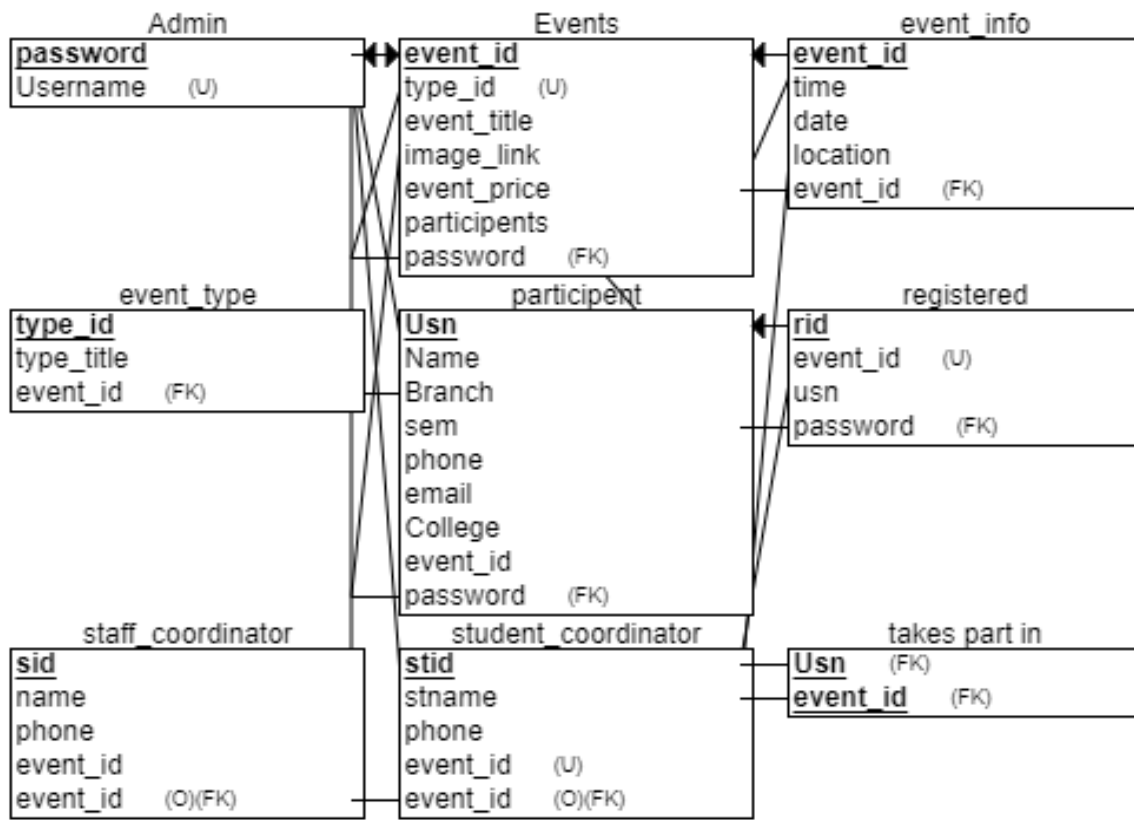 Admin
password
Username (U)
Events
event_id
type_id (U)
event_title
image_link
event_price
participents
password (FK)
event_info
event_id
time
date
location
event_id (FK)
event_type
type_id
type_title
event_id (FK)
participent
Usn
Name
Branch
sem
phone
email
College
event_id
password (FK)
registered
rid
event_id (U)
usn
password (FK)
staff_coordinator
sid
name
phone
event_id
event_id (O)(FK)
student_coordinator
stid
stname
phone
event_id (U)
event_id (O)(FK)
takes part in
Usn (FK)
event_id (FK)